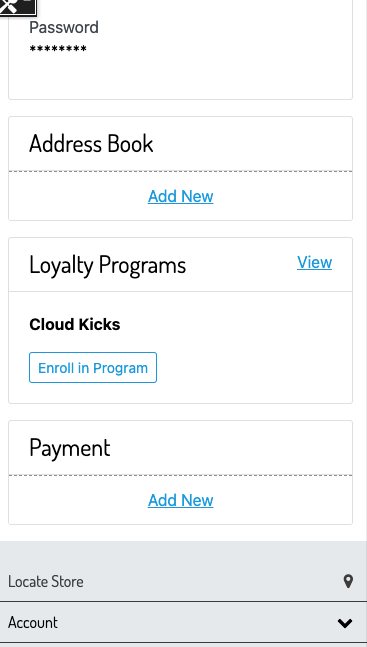 Password
********
Address Book
Add New
Loyalty Programs
View
Cloud Kicks
Enroll in Program
Payment
Add New
Locate Store
Account